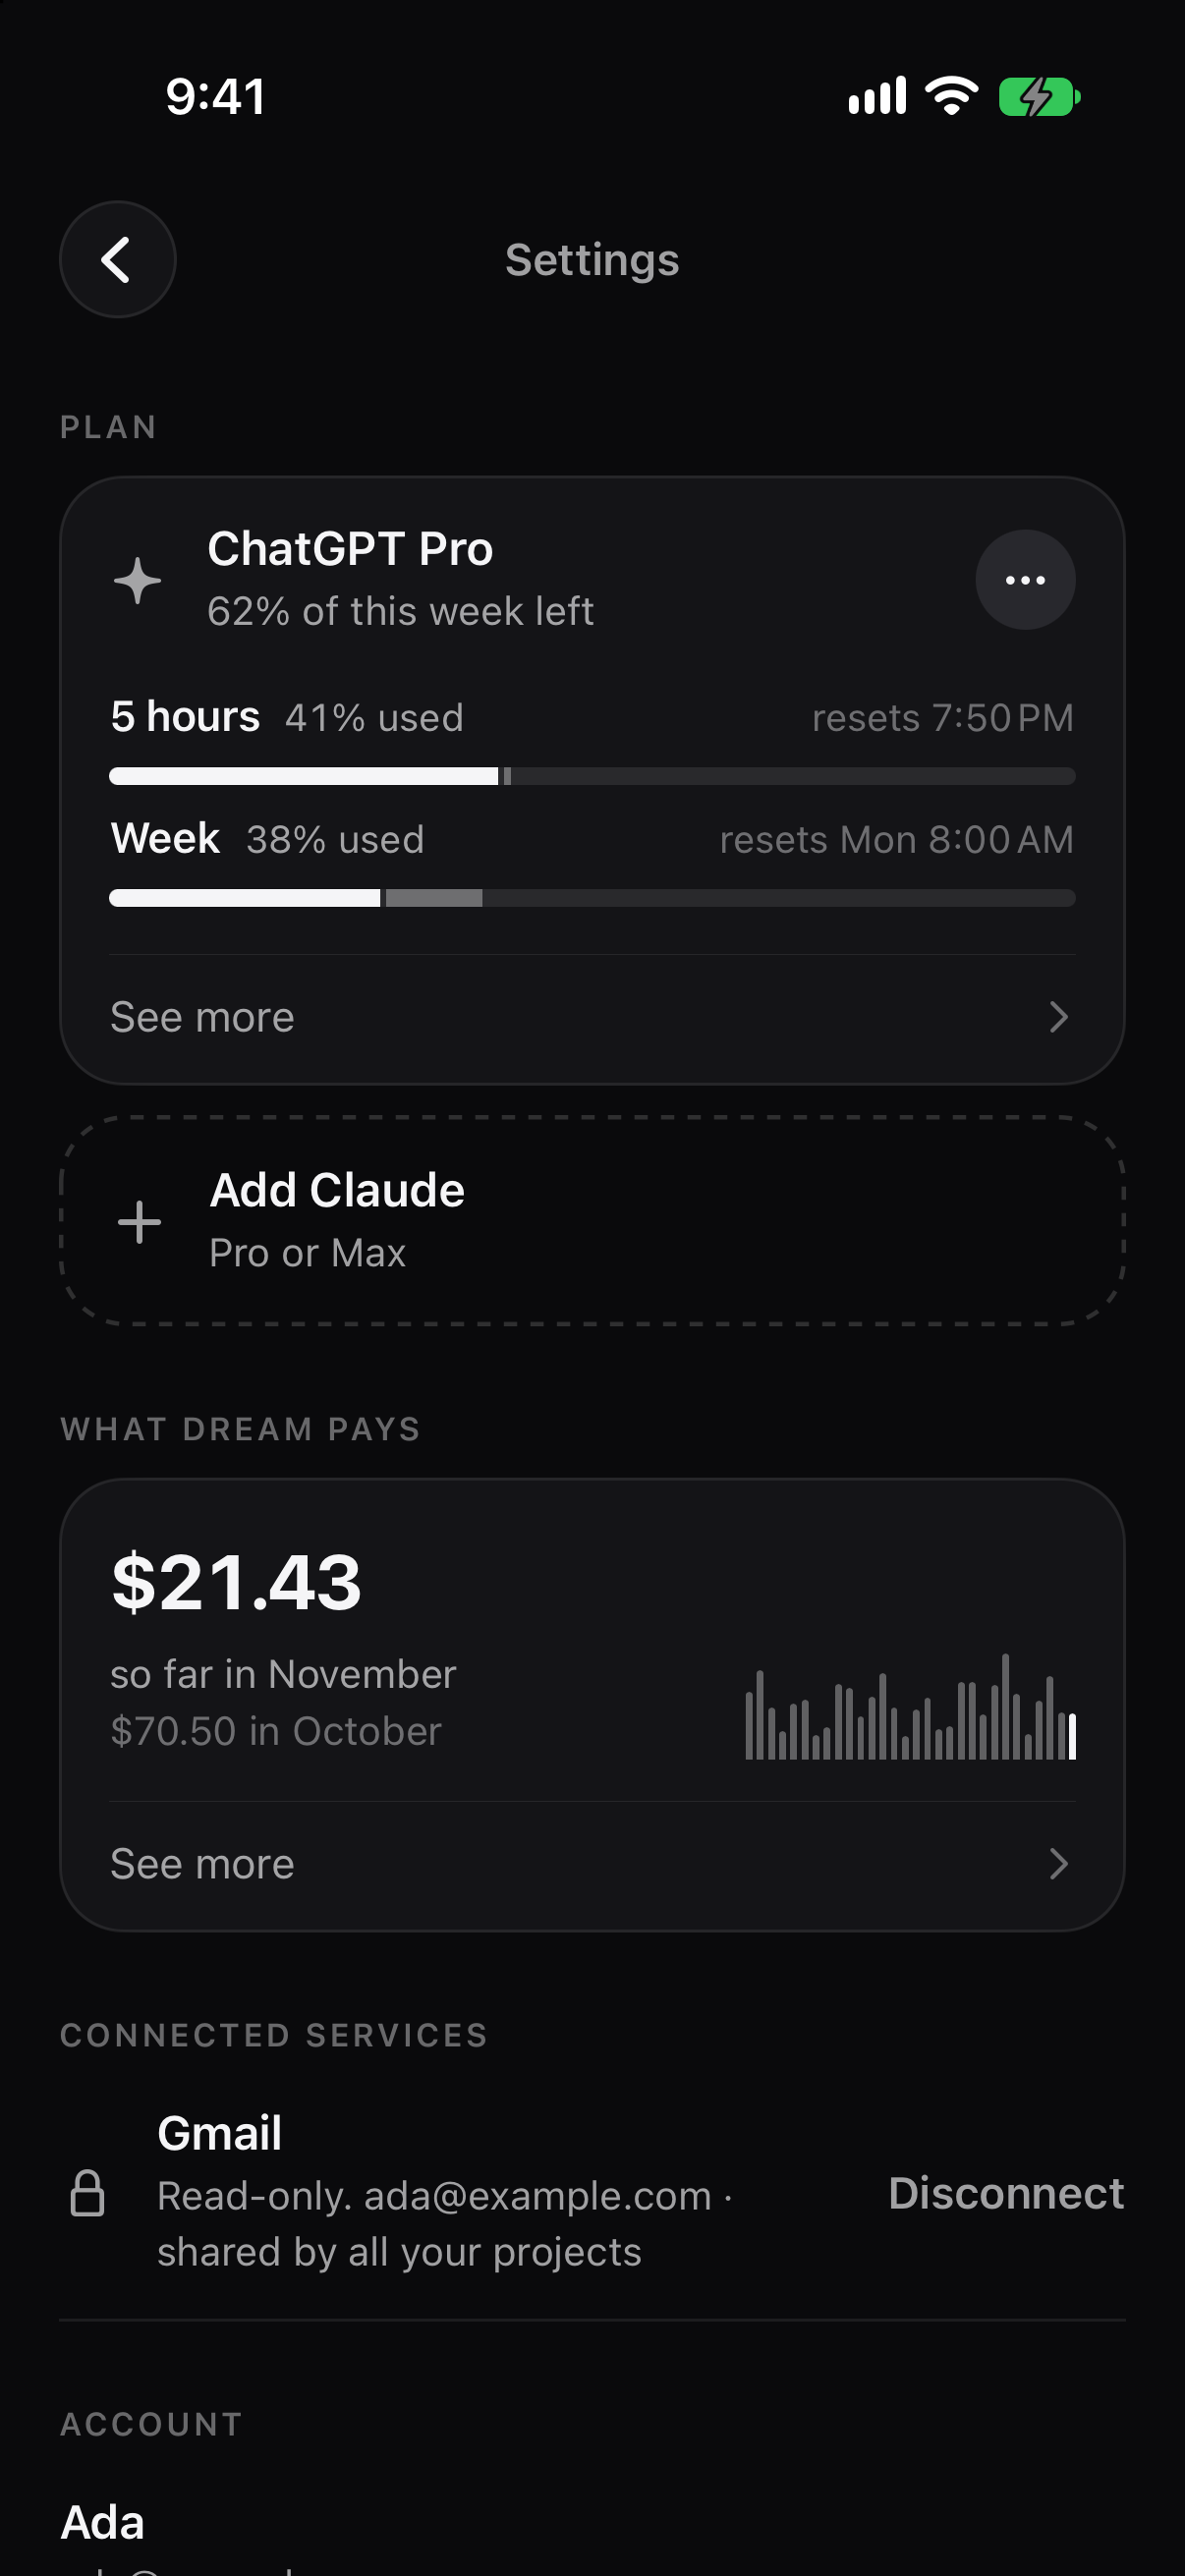 9:41
Settings
PLAN
ChatGPT Pro
62% of this week left
5 hours 41% used resets 7:50 PM
Week 38% used resets Mon 8:00 AM
See more
Add Claude
Pro or Max
WHAT DREAM PAYS
$21.43
so far in November
$70.50 in October
See more
CONNECTED SERVICES
Gmail
Read-only. ada@example.com ·
shared by all your projects
Disconnect
ACCOUNT
Ada